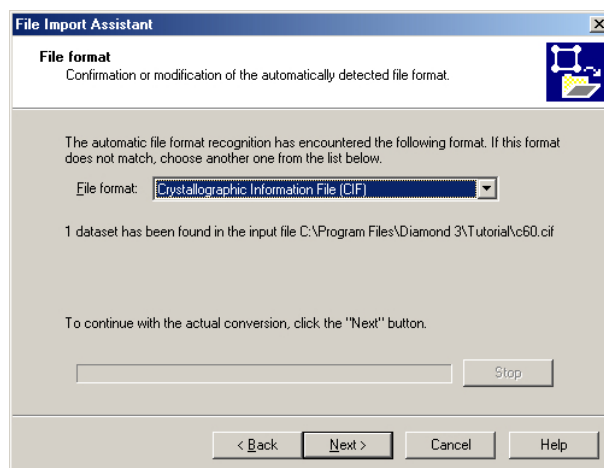 File Import Assistant
File format
Confirmation or modification of the automatically detected file format.
The automatic file format recognition has encountered the following format. If this format
does not match, choose another one from the list below.
File format: Crystallographic Information File (CIF)
1 dataset has been found in the input file C:\Program Files\Diamond 3\Tutorial\c60.cif
To continue with the actual conversion, click the "Next" button.
Stop
< Back Next > Cancel Help